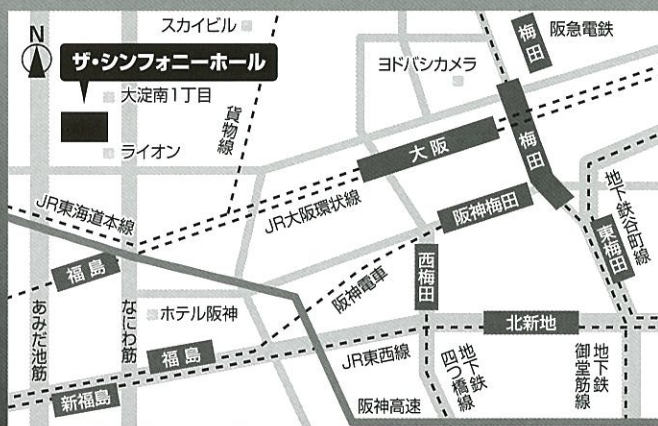 スカイビル
梅田
阪急電鉄
N
ザ・シンフォニーホール
ヨドバシカメラ
大淀南1丁目
貨物線
大阪
梅田
ライオン
地下鉄谷町線
JR東海道本線
JR大阪環状線
阪神梅田
東梅田
福島
阪神電車
西梅田
あみだ池筋
なにわ筋
ホテル阪神
北新地
福島
JR東西線
地下鉄
四つ橋線
地下鉄
御堂筋線
新福島
阪神高速